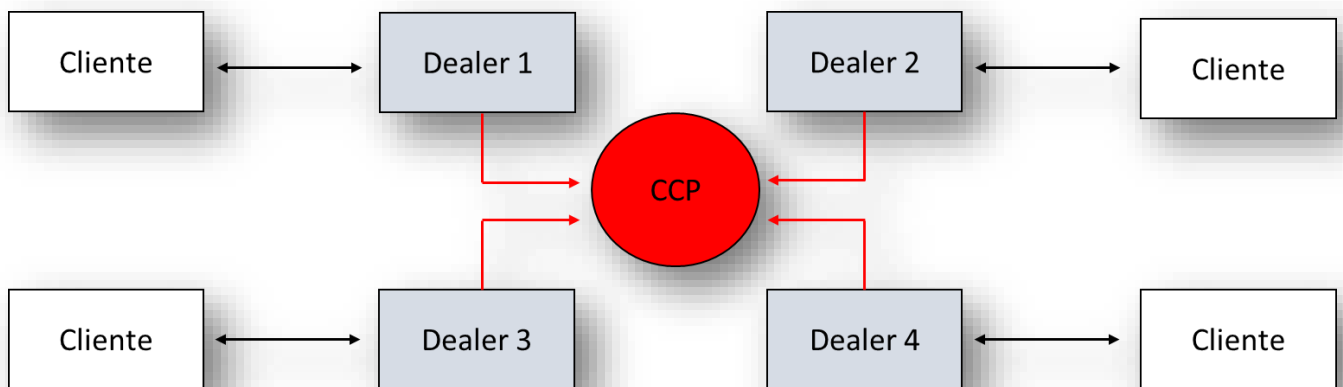 Cliente
Dealer 1
Dealer 2
Cliente
CCP
Cliente
Dealer 3
Dealer 4
Cliente